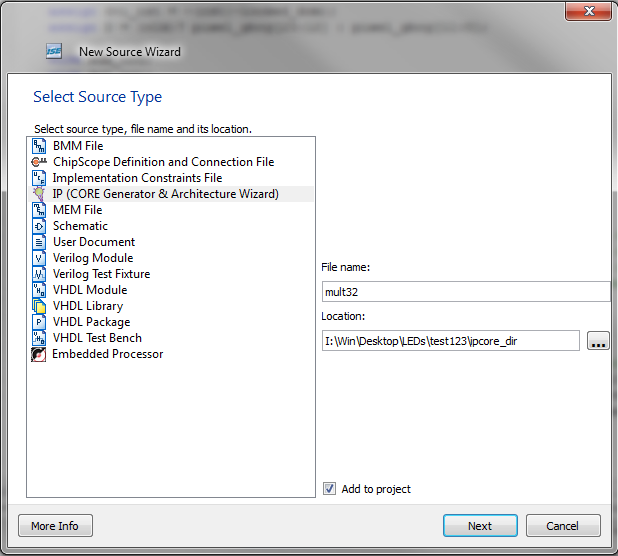 ISE New Source Wizard
Select Source Type
Select source type, file name and its location.
BMM File
ChipScope Definition and Connection File
Implementation Constraints File
IP (CORE Generator & Architecture Wizard)
MEM File
Schematic
User Document
Verilog Module
Verilog Test Fixture
VHDL Module
VHDL Library
VHDL Package
VHDL Test Bench
Embedded Processor
File name:
mult32
Location:
I:\Win\Desktop\LEDs\test123\ipcore_dir
...
Add to project
More Info
Next
Cancel